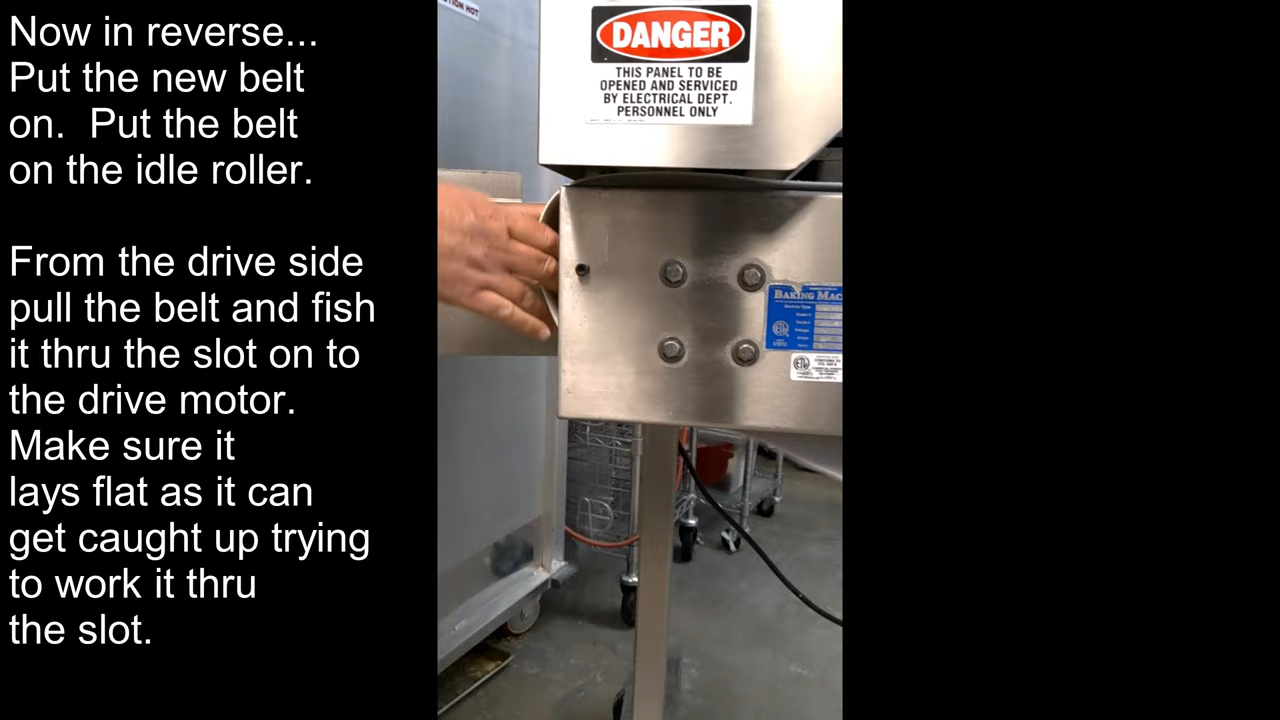 Now in reverse...
Put the new belt
on.  Put the belt
on the idle roller.
From the drive side
pull the belt and fish
it thru the slot on to
the drive motor.
Make sure it
lays flat as it can
get caught up trying
to work it thru
the slot.
DANGER
THIS PANEL TO BE
OPENED AND SERVICED
BY ELECTRICAL DEPT.
PERSONNEL ONLY
HOT
BAKING MAC
ETL